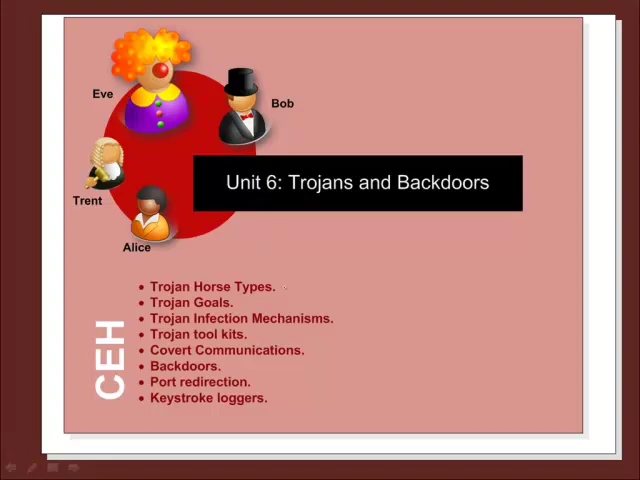 Eve
Bob
Unit 6: Trojans and Backdoors
Trent
Alice
CEH
• Trojan Horse Types.
• Trojan Goals.
• Trojan Infection Mechanisms.
• Trojan tool kits.
• Covert Communications.
• Backdoors.
• Port redirection.
• Keystroke loggers.